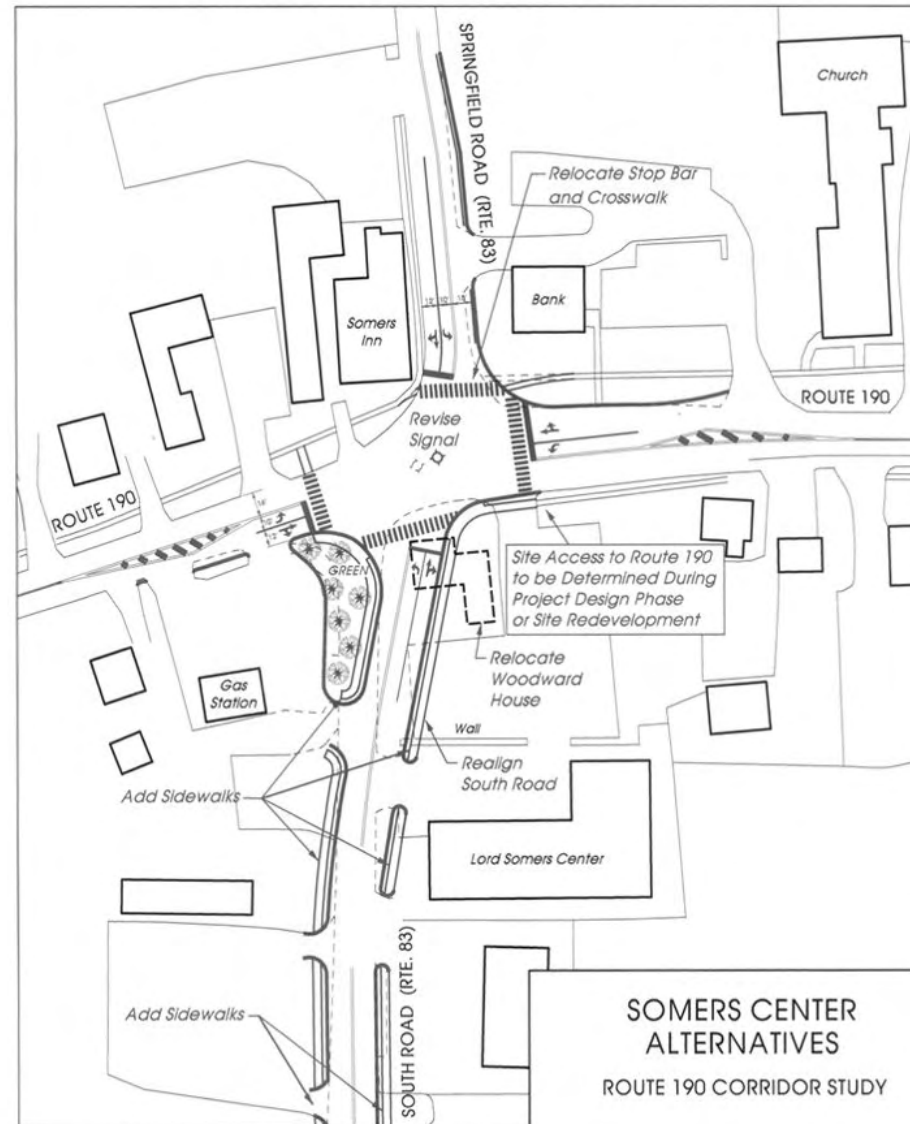 SPRINGFIELD ROAD (RTE. 83)
Church
Relocate Stop Bar
and Crosswalk
Bank
Somers
Inn
ROUTE 190
Revise
Signal
ROUTE 190
GREEN
Site Access to Route 190
to be Determined During
Project Design Phase
or Site Redevelopment
Relocate
Woodward
House
Gas
Station
Wall
Realign
South Road
Add Sidewalks
Lord Somers Center
SOUTH ROAD (RTE. 83)
Add Sidewalks
SOMERS CENTER
ALTERNATIVES
ROUTE 190 CORRIDOR STUDY